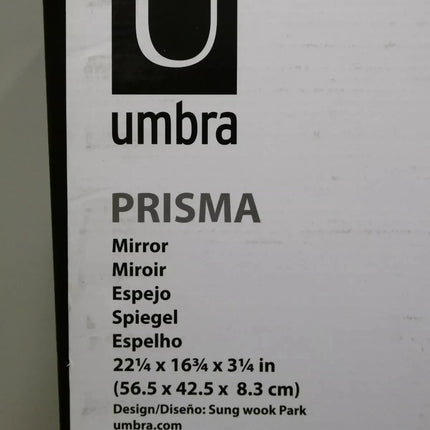 U
umbra
PRISMA
Mirror
Miroir
Espejo
Spiegel
Espelho
22¼ x 16¾ x 3¼ in
(56.5 x 42.5 x 8.3 cm)
Design/Diseño: Sung wook Park
umbra.com